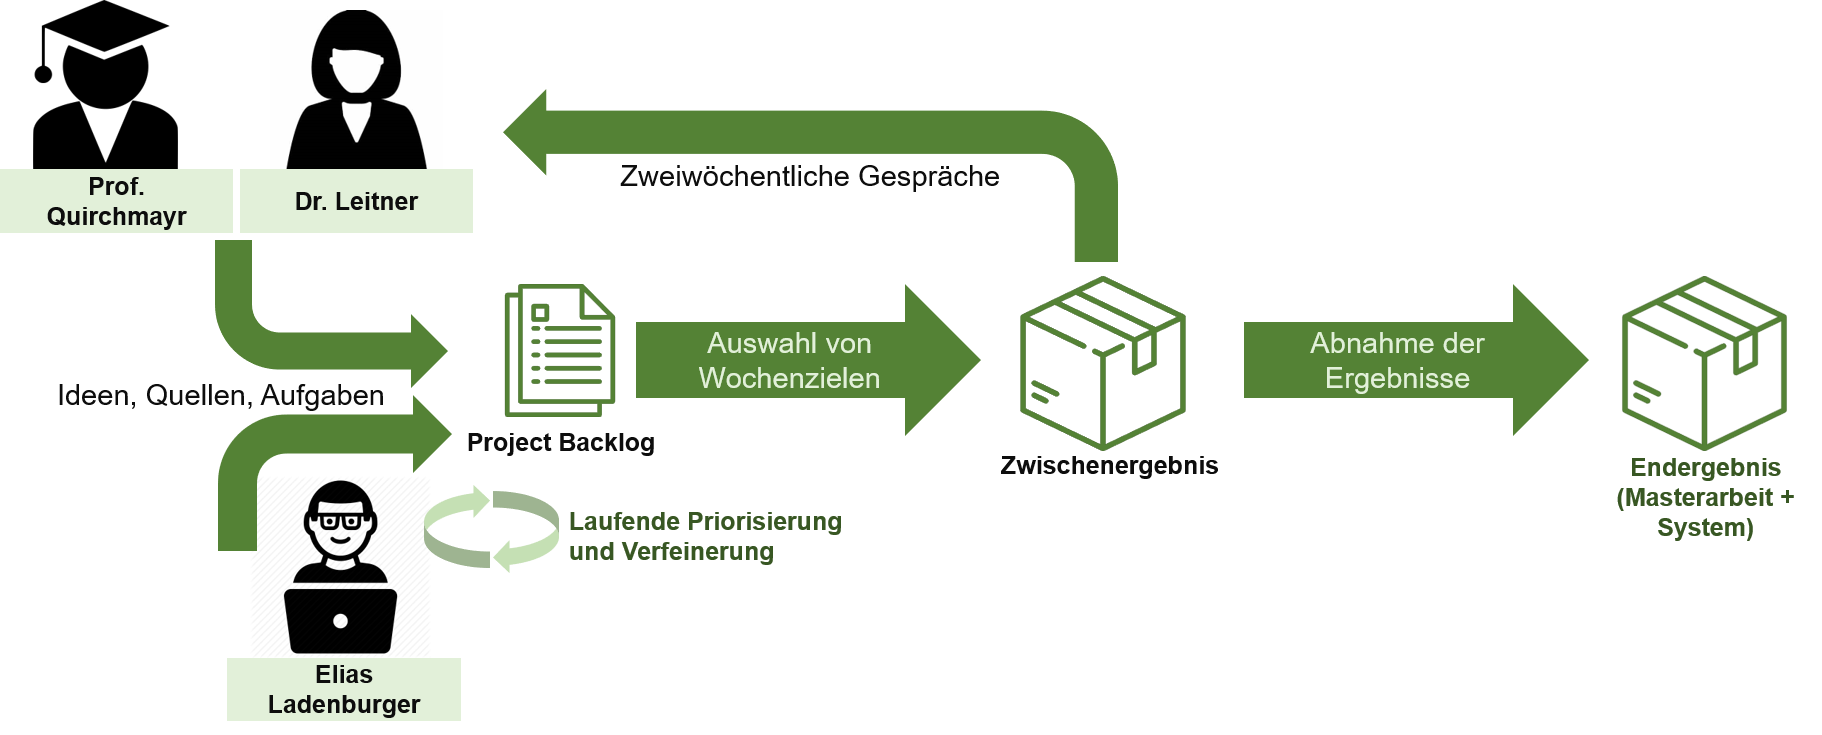 Prof.
Quirchmayr
Dr. Leitner
Zweiwöchentliche Gespräche
Ideen, Quellen, Aufgaben
Project Backlog
Auswahl von
Wochenzielen
Zwischenergebnis
Abnahme der
Ergebnisse
Endergebnis
(Masterarbeit +
System)
Laufende Priorisierung
und Verfeinerung
Elias
Ladenburger